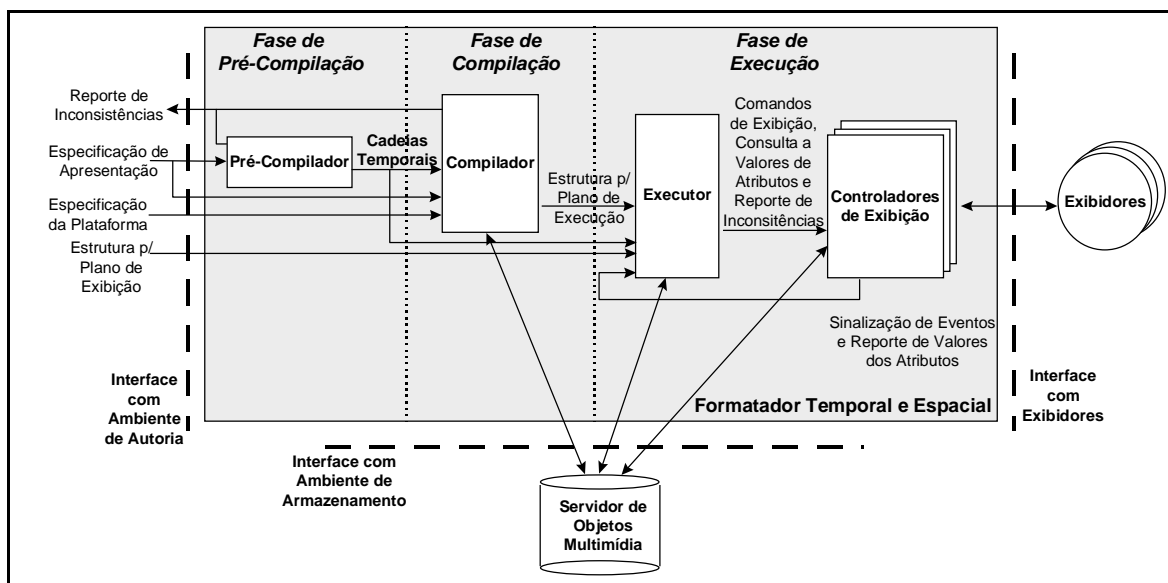 Fase de
Pré-Compilação
Fase de
Compilação
Fase de
Execução
Reporte de
Inconsistências
Especificação de
Apresentação
Especificação
da Plataforma
Estrutura p/
Plano de
Exibição
Pré-Compilador
Cadeias
Temporais
Compilador
Estrutura p/
Plano de
Execução
Executor
Comandos
de Exibição,
Consulta a
Valores de
Atributos e
Reporte de
Inconsitências
Controladores
de Exibição
Exibidores
Sinalização de Eventos
e Reporte de Valores
dos Atributos
Interface
com
Ambiente
de Autoria
Formatador Temporal e Espacial
Interface
com
Exibidores
Interface com
Ambiente de
Armazenamento
Servidor de
Objetos
Multimídia